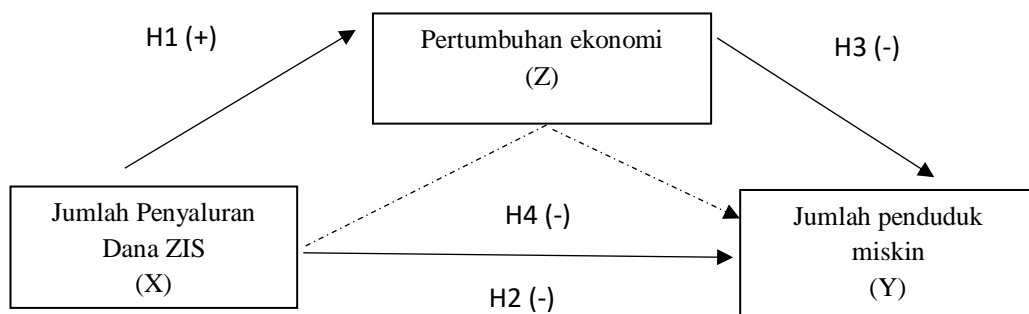 H1 (+)
Pertumbuhan ekonomi
(Z)
H3 (-)
Jumlah Penyaluran
Dana ZIS
(X)
H4 (-)
H2 (-)
Jumlah penduduk
miskin
(Y)